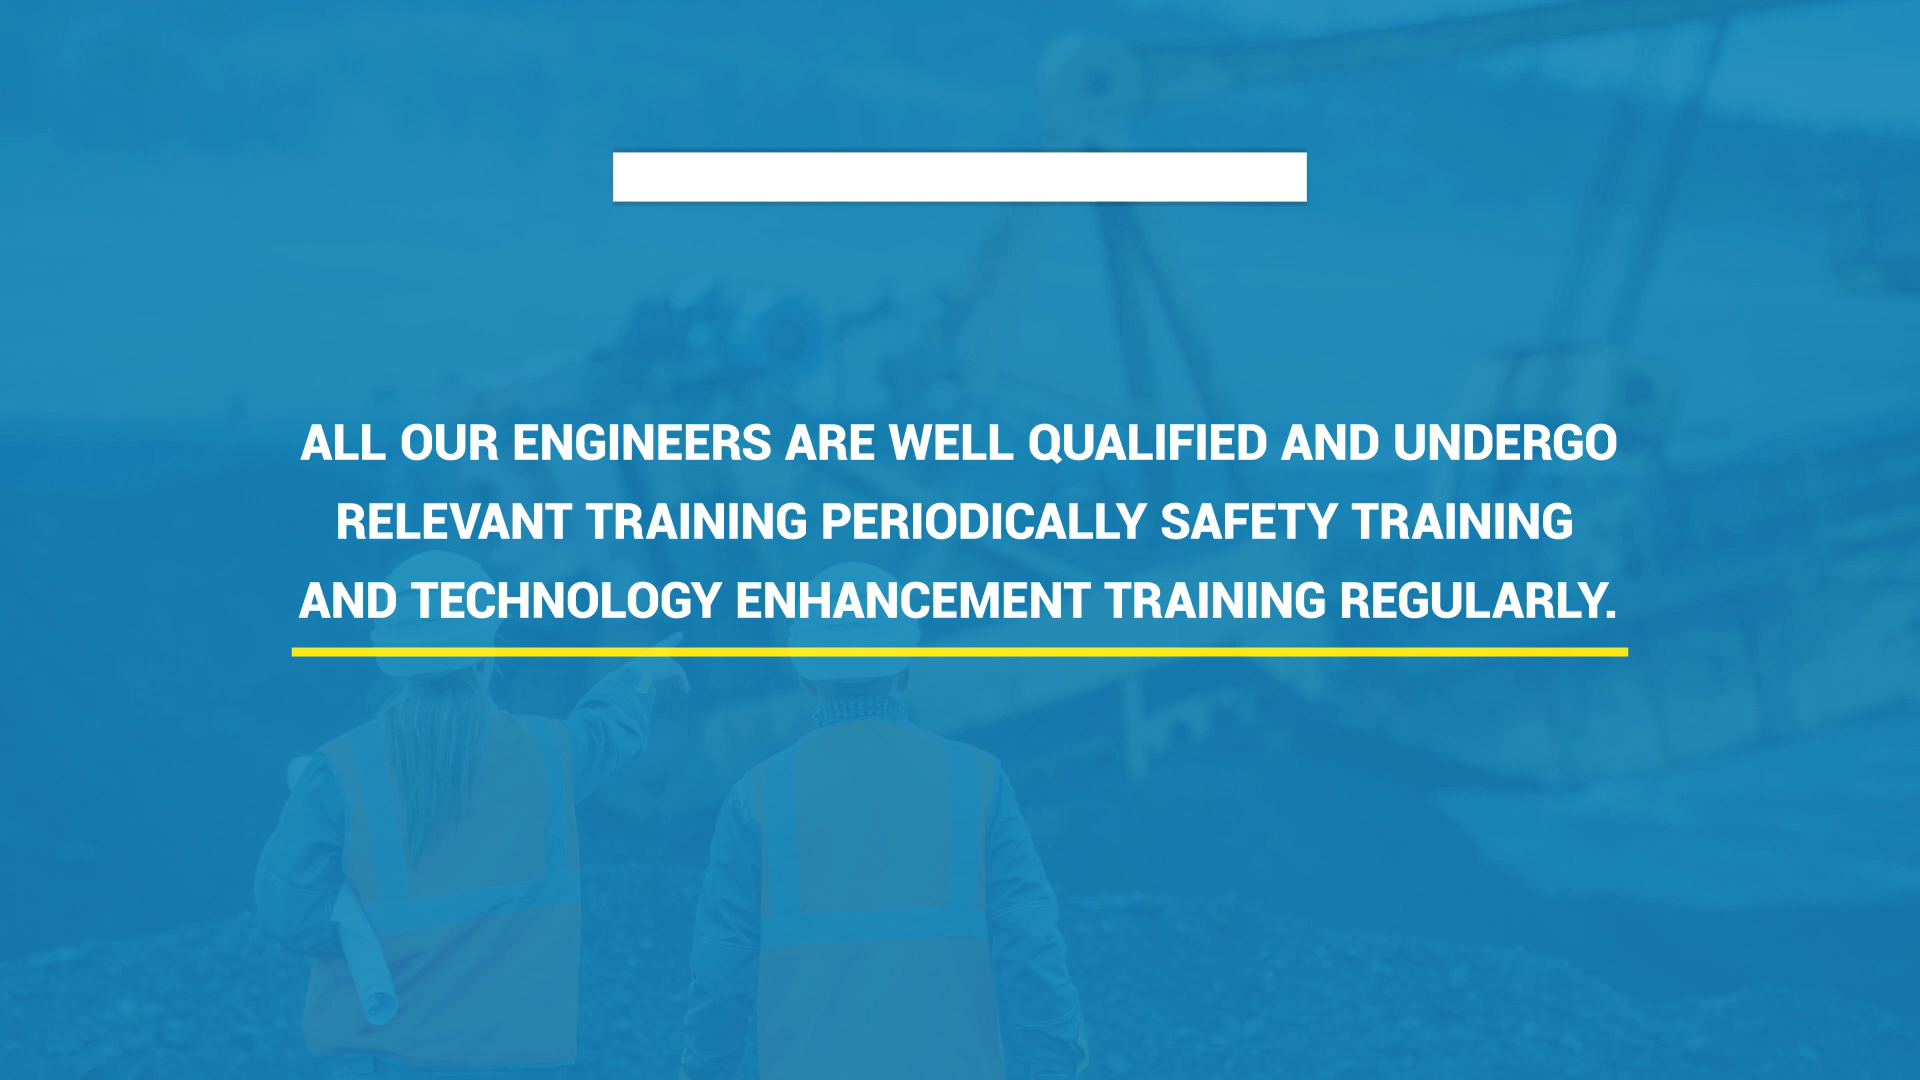 ALL OUR ENGINEERS ARE WELL QUALIFIED AND UNDERGO
RELEVANT TRAINING PERIODICALLY SAFETY TRAINING
AND TECHNOLOGY ENHANCEMENT TRAINING REGULARLY.